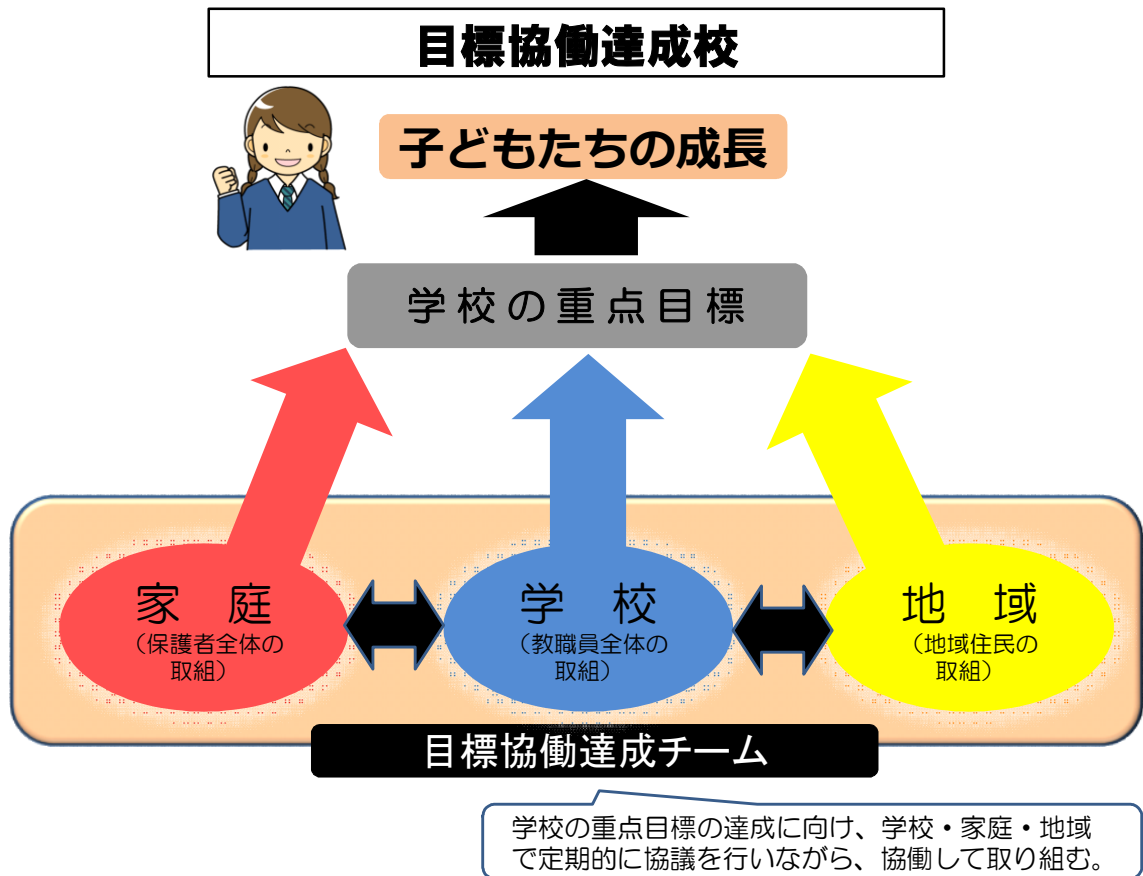 目標協働達成校
子どもたちの成長
学校の重点目標
家 庭
（保護者全体の
取組）
学 校
（教職員全体の
取組）
地 域
（地域住民の
取組）
目標協働達成チーム
学校の重点目標の達成に向け、学校・家庭・地域
で定期的に協議を行いながら、協働して取り組む。